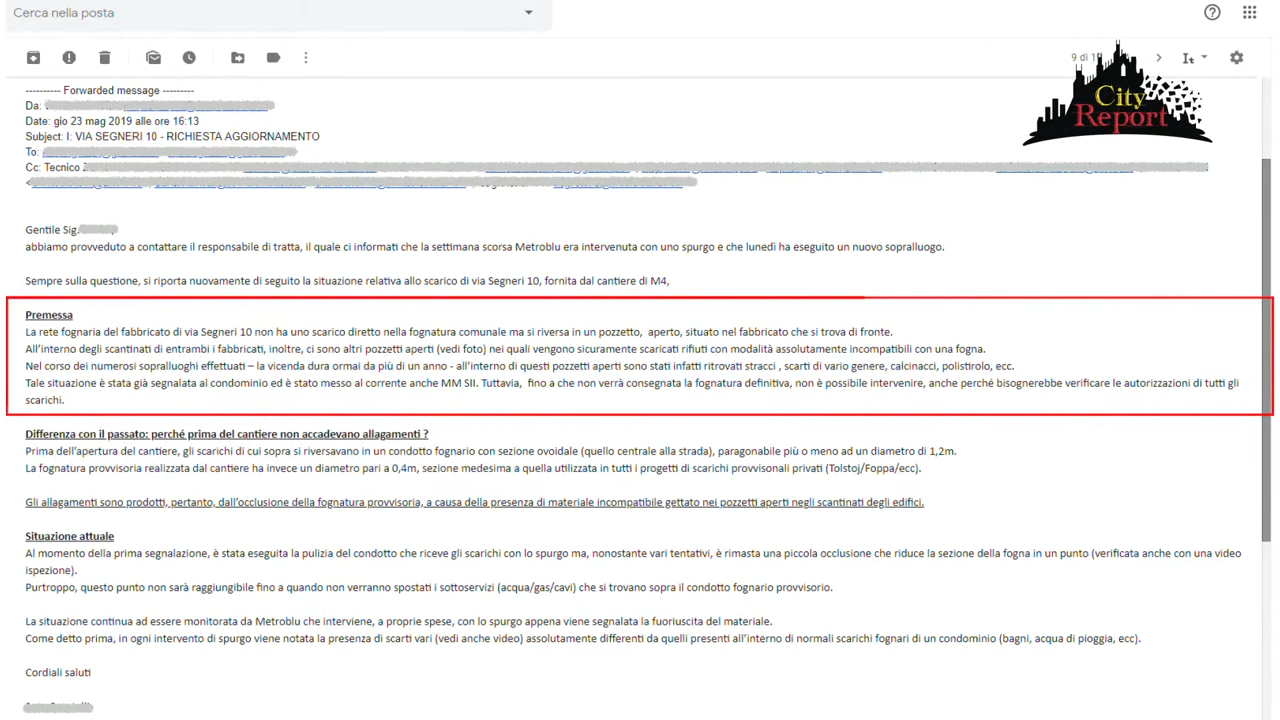 Cerca nella posta
9 di 1
City
Report
---------- Forwarded message ---------
Da:
Date: gio 23 mag 2019 alle ore 16:13
Subject: I: VIA SEGNERI 10 - RICHIESTA AGGIORNAMENTO
To:
Cc: Tecnico
Gentile Sig.
abbiamo provveduto a contattare il responsabile di tratta, il quale ci informati che la settimana scorsa Metroblu era intervenuta con uno spurgo e che lunedì ha eseguito un nuovo sopralluogo.
Sempre sulla questione, si riporta nuovamente di seguito la situazione relativa allo scarico di via Segneri 10, fornita dal cantiere di M4,
Premessa
La rete fognaria del fabbricato di via Segneri 10 non ha uno scarico diretto nella fognatura comunale ma si riversa in un pozzetto, aperto, situato nel fabbricato che si trova di fronte.
All'interno degli scantinati di entrambi i fabbricati, inoltre, ci sono altri pozzetti aperti (vedi foto) nei quali vengono sicuramente scaricati rifiuti con modalità assolutamente incompatibili con una fogna.
Nel corso dei numerosi sopralluoghi effettuati – la vicenda dura ormai da più di un anno - all'interno di questi pozzetti aperti sono stati infatti ritrovati stracci , scarti di vario genere, calcinacci, polistirolo, ecc.
Tale situazione è stata già segnalata al condominio ed è stato messo al corrente anche MM SII. Tuttavia, fino a che non verrà consegnata la fognatura definitiva, non è possibile intervenire, anche perché bisognerebbe verificare le autorizzazioni di tutti gli
scarichi.
Differenza con il passato: perché prima del cantiere non accadevano allagamenti ?
Prima dell'apertura del cantiere, gli scarichi di cui sopra si riversavano in un condotto fognario con sezione ovoidale (quello centrale alla strada), paragonabile più o meno ad un diametro di 1,2m.
La fognatura provvisoria realizzata dal cantiere ha invece un diametro pari a 0,4m, sezione medesima a quella utilizzata in tutti i progetti di scarichi provvisonali privati (Tolstoj/Foppa/ecc).
Gli allagamenti sono prodotti, pertanto, dall'occlusione della fognatura provvisoria, a causa della presenza di materiale incompatibile gettato nei pozzetti aperti negli scantinati degli edifici.
Situazione attuale
Al momento della prima segnalazione, è stata eseguita la pulizia del condotto che riceve gli scarichi con lo spurgo ma, nonostante vari tentativi, è rimasta una piccola occlusione che riduce la sezione della fogna in un punto (verificata anche con una video
ispezione).
Purtroppo, questo punto non sarà raggiungibile fino a quando non verranno spostati i sottoservizi (acqua/gas/cavi) che si trovano sopra il condotto fognario provvisorio.
La situazione continua ad essere monitorata da Metroblu che interviene, a proprie spese, con lo spurgo appena viene segnalata la fuoriuscita del materiale.
Come detto prima, in ogni intervento di spurgo viene notata la presenza di scarti vari (vedi anche video) assolutamente differenti da quelli presenti all'interno di normali scarichi fognari di un condominio (bagni, acqua di pioggia, ecc).
Cordiali saluti